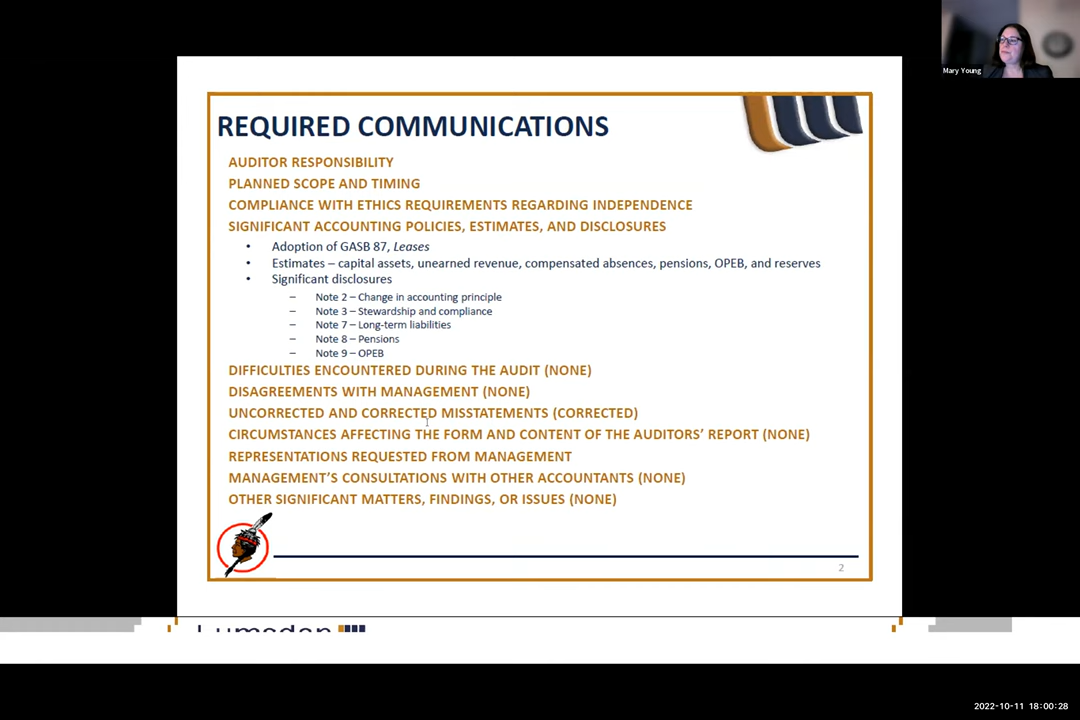 Mary Young
REQUIRED COMMUNICATIONS
AUDITOR RESPONSIBILITY
PLANNED SCOPE AND TIMING
COMPLIANCE WITH ETHICS REQUIREMENTS REGARDING INDEPENDENCE
SIGNIFICANT ACCOUNTING POLICIES, ESTIMATES, AND DISCLOSURES
• Adoption of GASB 87, Leases
• Estimates – capital assets, unearned revenue, compensated absences, pensions, OPEB, and reserves
• Significant disclosures
– Note 2 – Change in accounting principle
– Note 3 – Stewardship and compliance
– Note 7 – Long-term liabilities
– Note 8 – Pensions
– Note 9 – OPEB
DIFFICULTIES ENCOUNTERED DURING THE AUDIT (NONE)
DISAGREEMENTS WITH MANAGEMENT (NONE)
UNCORRECTED AND CORRECTED MISSTATEMENTS (CORRECTED)
CIRCUMSTANCES AFFECTING THE FORM AND CONTENT OF THE AUDITORS’ REPORT (NONE)
REPRESENTATIONS REQUESTED FROM MANAGEMENT
MANAGEMENT’S CONSULTATIONS WITH OTHER ACCOUNTANTS (NONE)
OTHER SIGNIFICANT MATTERS, FINDINGS, OR ISSUES (NONE)
2
2022-10-11 18:00:28